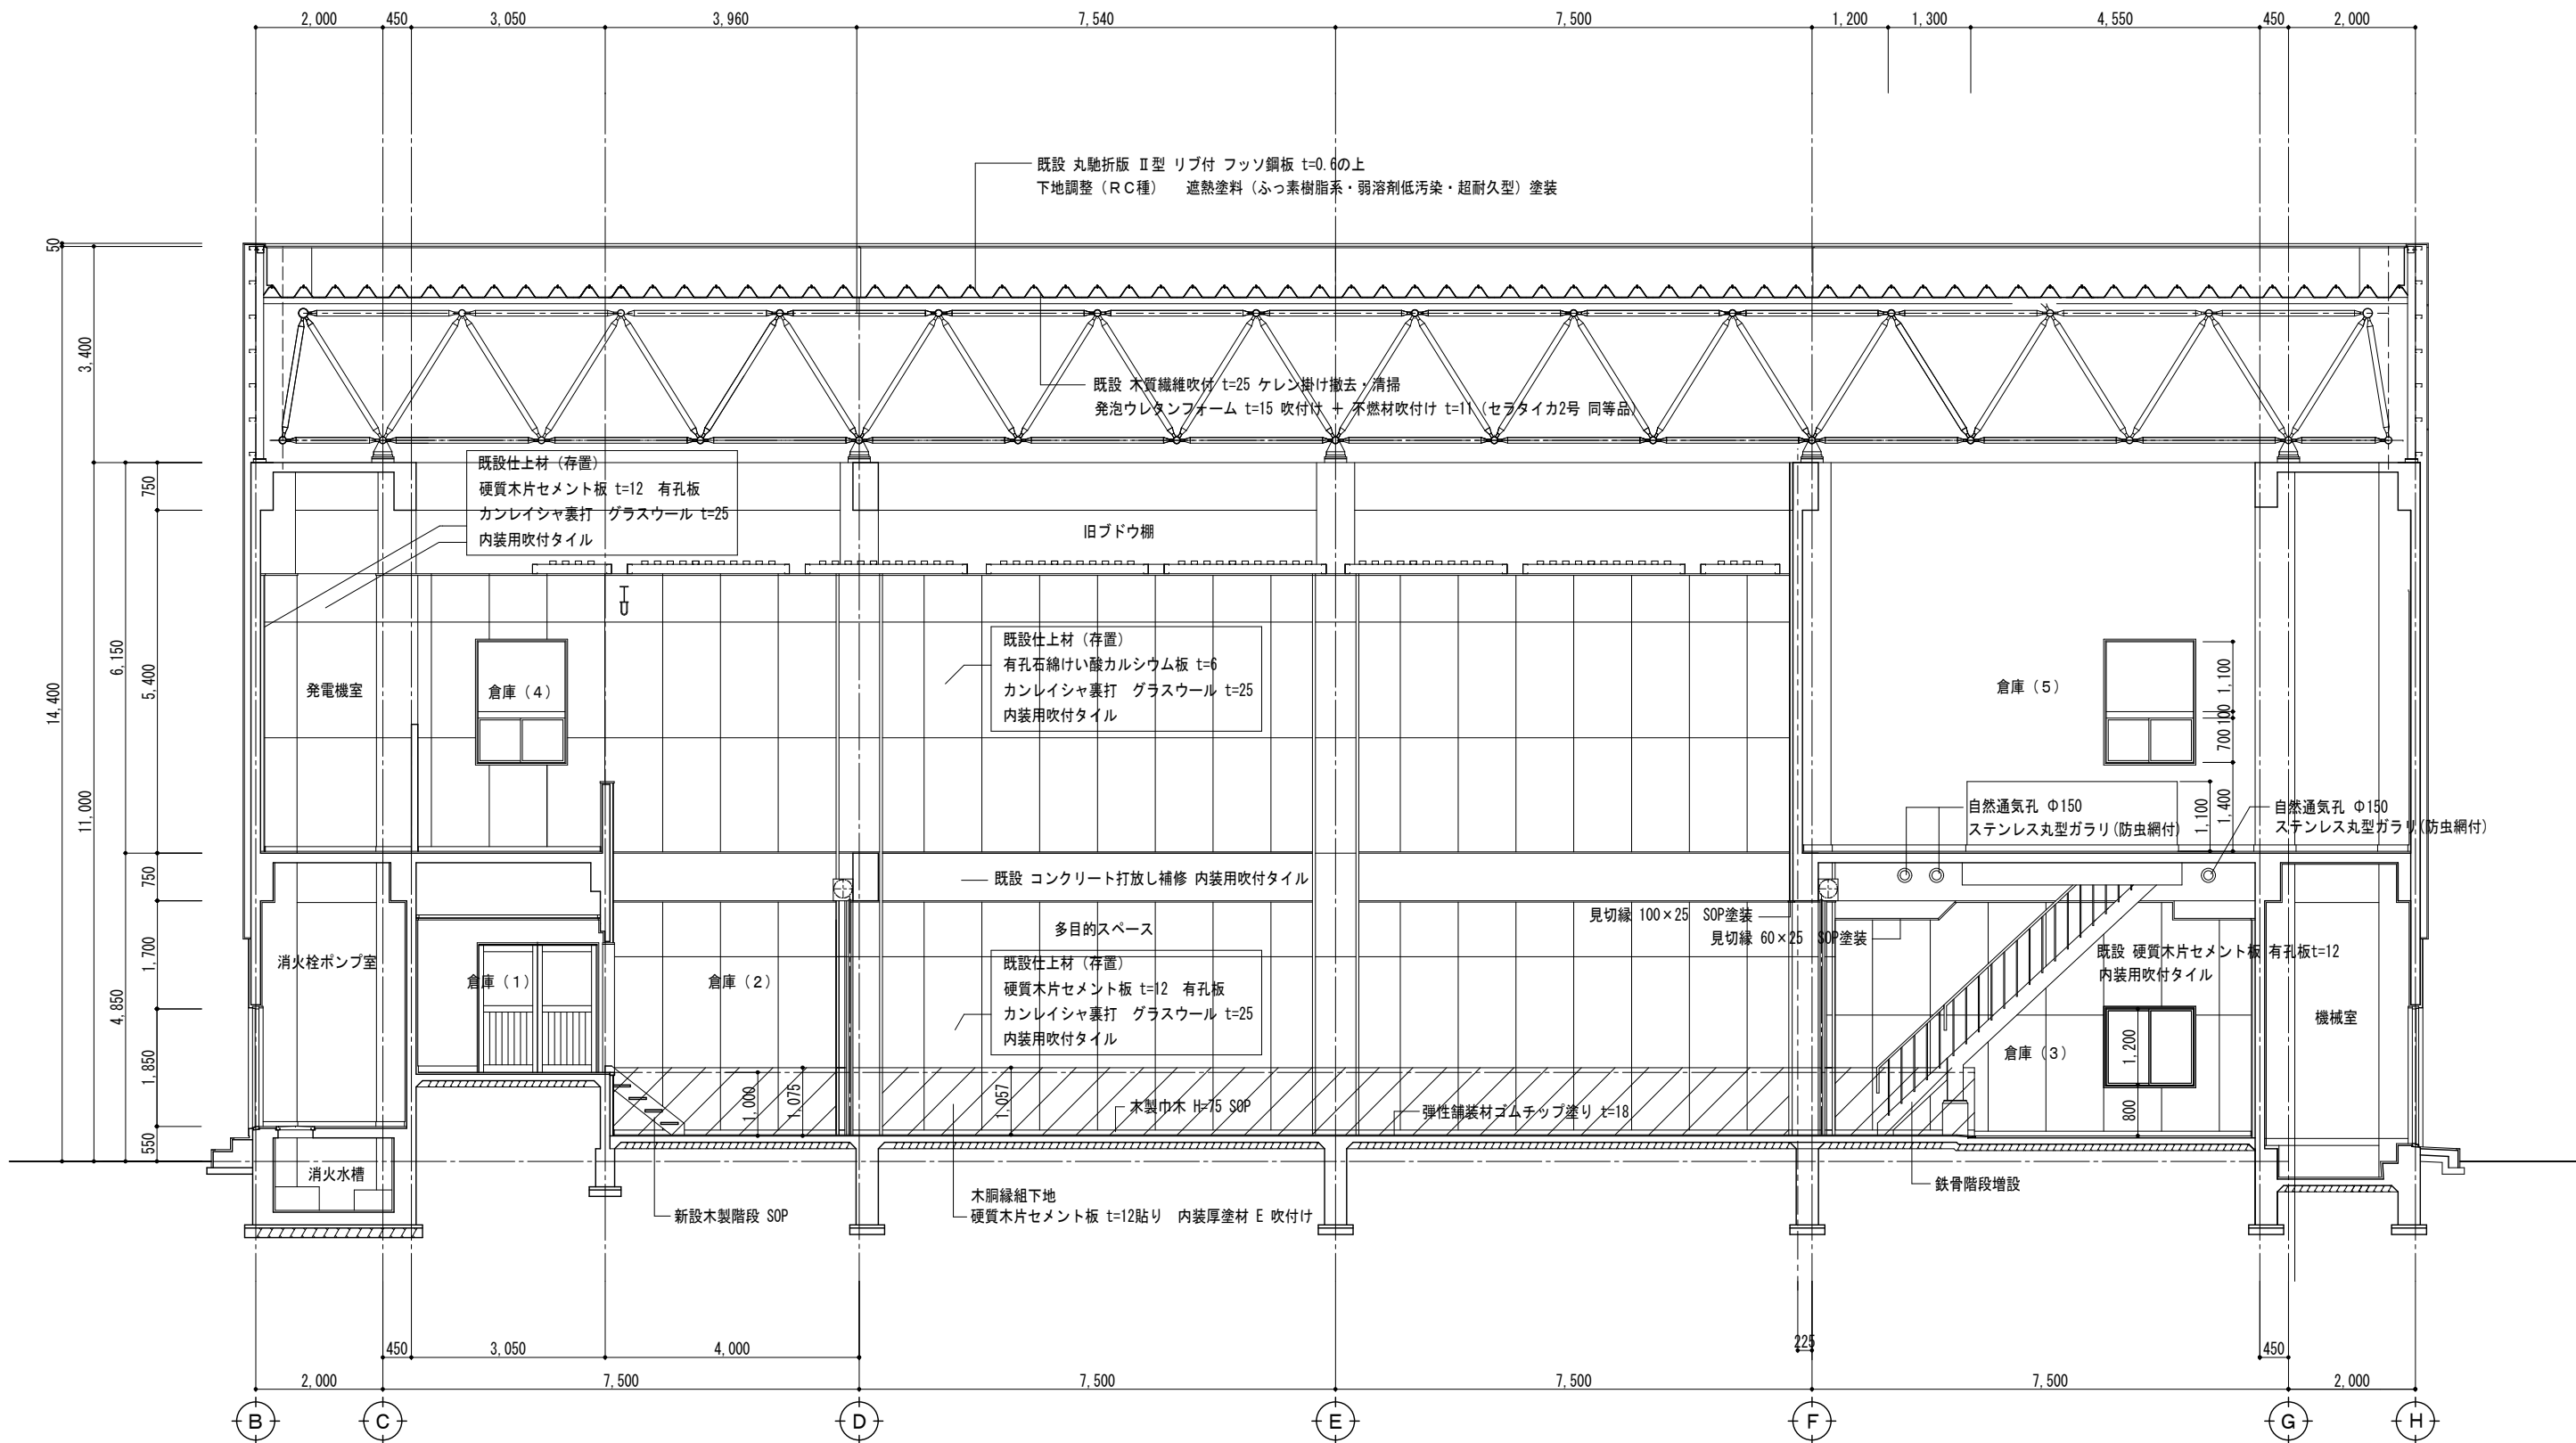 2,000 450 3,050 3,960 7,540 7,500 1,200 1,300 4,550 450 2,000
既設 丸馳折版 Ⅱ型 リブ付 フッソ鋼板 t=0.6の上
下地調整（ＲＣ種） 遮熱塗料（ふっ素樹脂系・弱溶剤低汚染・超耐久型）塗装
50
3,400
14,400
11,000
6,150
4,850
750
5,400
750
1,700
1,850
550
既設 木質繊維吹付 t=25 ケレン掛け撤去・清掃
発泡ウレタンフォーム t=15 吹付け ＋ 不燃材吹付け t=11（セラタイカ2号 同等品）
既設仕上材（存置）
硬質木片セメント板 t=12 有孔板
カンレイシャ裏打 グラスウール t=25
内装用吹付タイル
旧ブドウ棚
既設仕上材（存置）
有孔石綿けい酸カルシウム板 t=6
カンレイシャ裏打 グラスウール t=25
内装用吹付タイル
発電機室
倉庫（４）
倉庫（５）
1,100
100
700
1,400
1,100
自然通気孔 Φ150
ステンレス丸型ガラリ(防虫網付)
自然通気孔 Φ150
ステンレス丸型ガラリ(防虫網付)
既設 コンクリート打放し補修 内装用吹付タイル
見切縁 100×25 SOP塗装
見切縁 60×25 SOP塗装
多目的スペース
既設仕上材（存置）
硬質木片セメント板 t=12 有孔板
カンレイシャ裏打 グラスウール t=25
内装用吹付タイル
既設 硬質木片セメント板 有孔板t=12
内装用吹付タイル
消火栓ポンプ室
倉庫（１）
倉庫（２）
倉庫（３）
機械室
1,200
800
1,000
1,075
1,057
木製巾木 H=75 SOP
弾性舗装材ゴムチップ塗り t=18
消火水槽
新設木製階段 SOP
木胴縁組下地
硬質木片セメント板 t=12貼り 内装厚塗材 E 吹付け
鉄骨階段増設
450 3,050 4,000 225 450
2,000 7,500 7,500 7,500 7,500 2,000
B C D E F G H